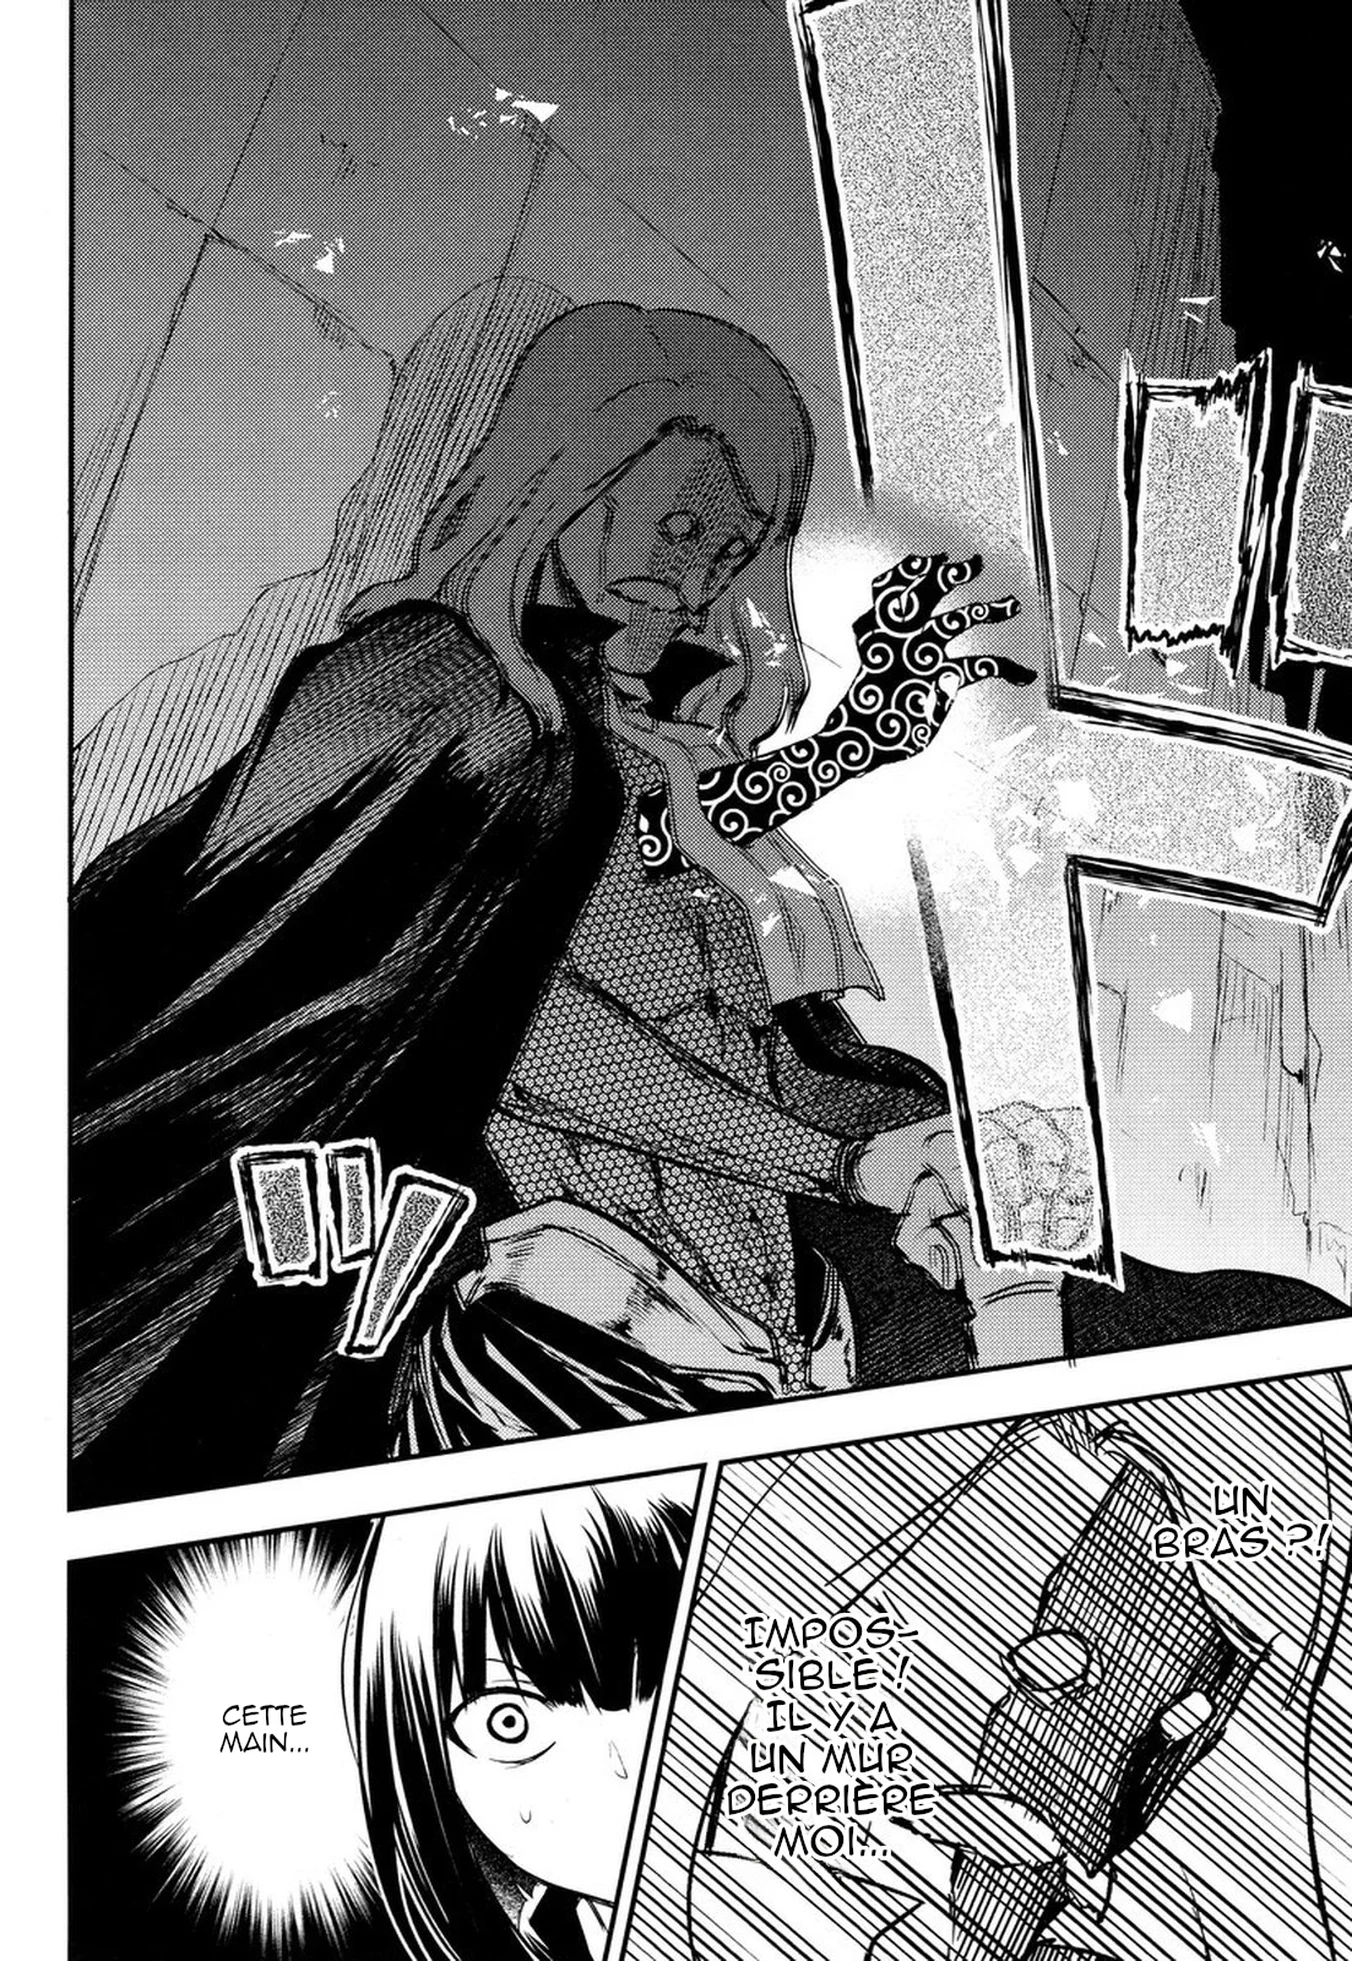 UN
BRAS ?!
IMPOS-
SIBLE !
IL Y A
UN MUR
DERRIÈRE
MOI...
CETTE
MAIN...